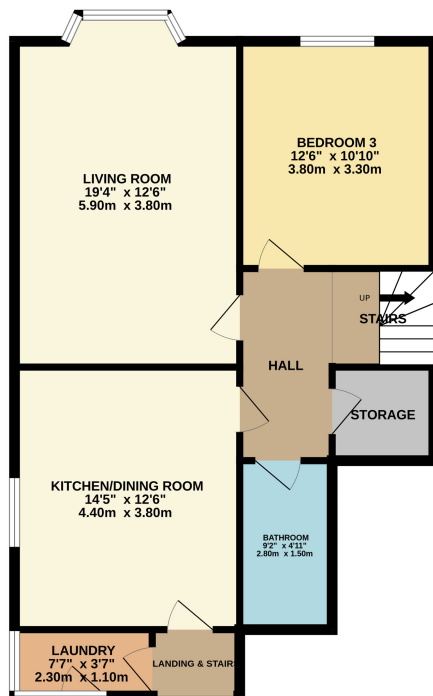 LIVING ROOM
19'4" x 12'6"
5.90m x 3.80m
BEDROOM 3
12'6" x 10'10"
3.80m x 3.30m
UP
STAIRS
HALL
STORAGE
KITCHEN/DINING ROOM
14'5" x 12'6"
4.40m x 3.80m
BATHROOM
9'2" x 4'11"
2.80m x 1.50m
LAUNDRY
7'7" x 3'7"
2.30m x 1.10m
LANDING & STAIRS